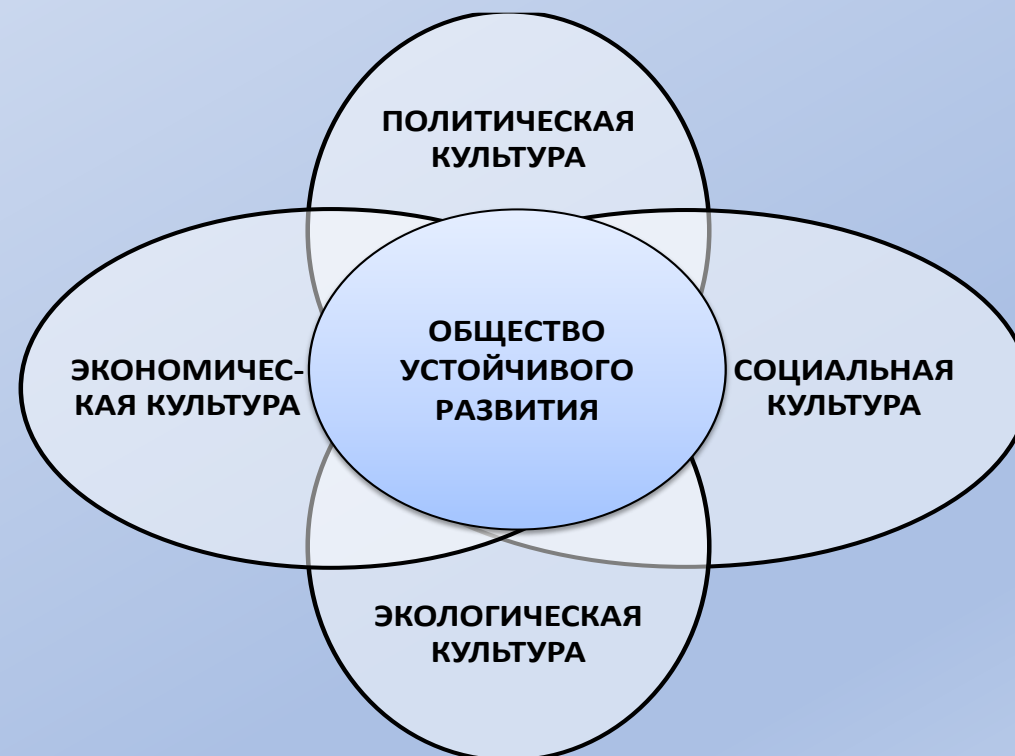 ПОЛИТИЧЕСКАЯ
КУЛЬТУРА
ЭКОНОМИЧЕС-
КАЯ КУЛЬТУРА
ОБЩЕСТВО
УСТОЙЧИВОГО
РАЗВИТИЯ
СОЦИАЛЬНАЯ
КУЛЬТУРА
ЭКОЛОГИЧЕСКАЯ
КУЛЬТУРА